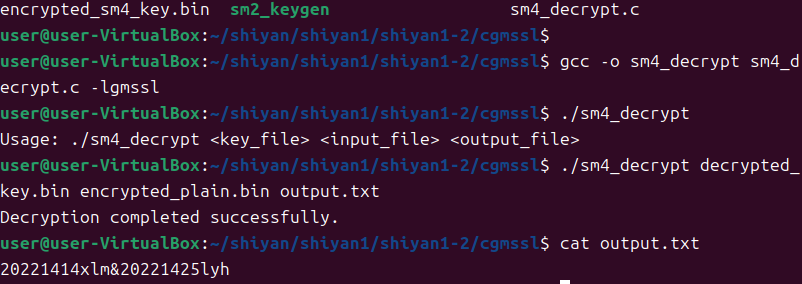 encrypted_sm4_key.bin  sm2_keygen                 sm4_decrypt.c
user@user-VirtualBox:~/shiyan/shiyan1/shiyan1-2/cgmssl$
user@user-VirtualBox:~/shiyan/shiyan1/shiyan1-2/cgmssl$ gcc -o sm4_decrypt sm4_d
ecrypt.c -lgmssl
user@user-VirtualBox:~/shiyan/shiyan1/shiyan1-2/cgmssl$ ./sm4_decrypt
Usage: ./sm4_decrypt <key_file> <input_file> <output_file>
user@user-VirtualBox:~/shiyan/shiyan1/shiyan1-2/cgmssl$ ./sm4_decrypt decrypted_
key.bin encrypted_plain.bin output.txt
Decryption completed successfully.
user@user-VirtualBox:~/shiyan/shiyan1/shiyan1-2/cgmssl$ cat output.txt
20221414xlm&20221425lyh